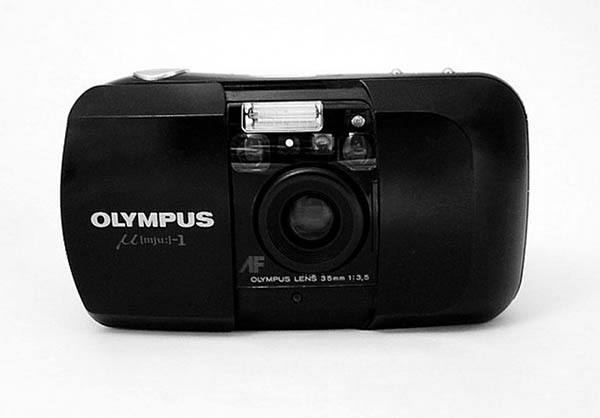 OLYMPUS
µ[mju:]-1
AF
OLYMPUS LENS 35mm 1:3,5